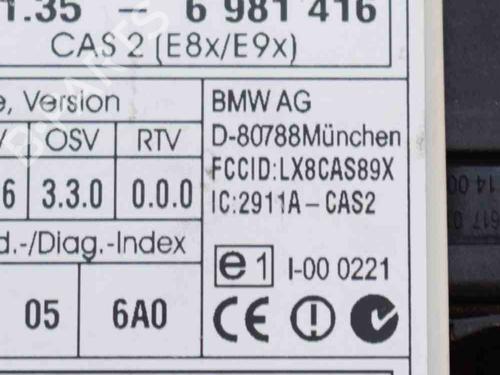 1.35 – 6 981 416
CAS 2 (E8x/E9x)
e, Version
OSV RTV
6 3.3.0 0.0.0
d.-/Diag.-Index
05 6A0
BMW AG
D-80788München
FCCID:LX8CAS89X
IC:2911A–CAS2
e1 I-00 0221
CE